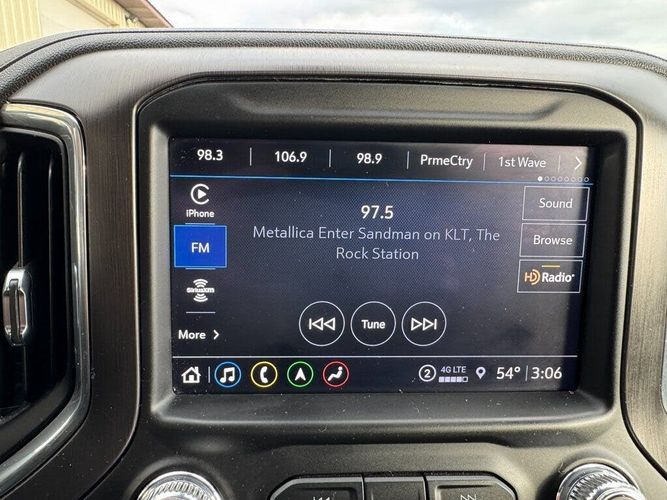 98.3 106.9 98.9 PrmeCtry 1st Wave
iPhone
FM
SiriusXM
More
97.5
Metallica Enter Sandman on KLT, The
Rock Station
Tune
Sound
Browse
HD Radio
2 4G LTE 54° 3:06